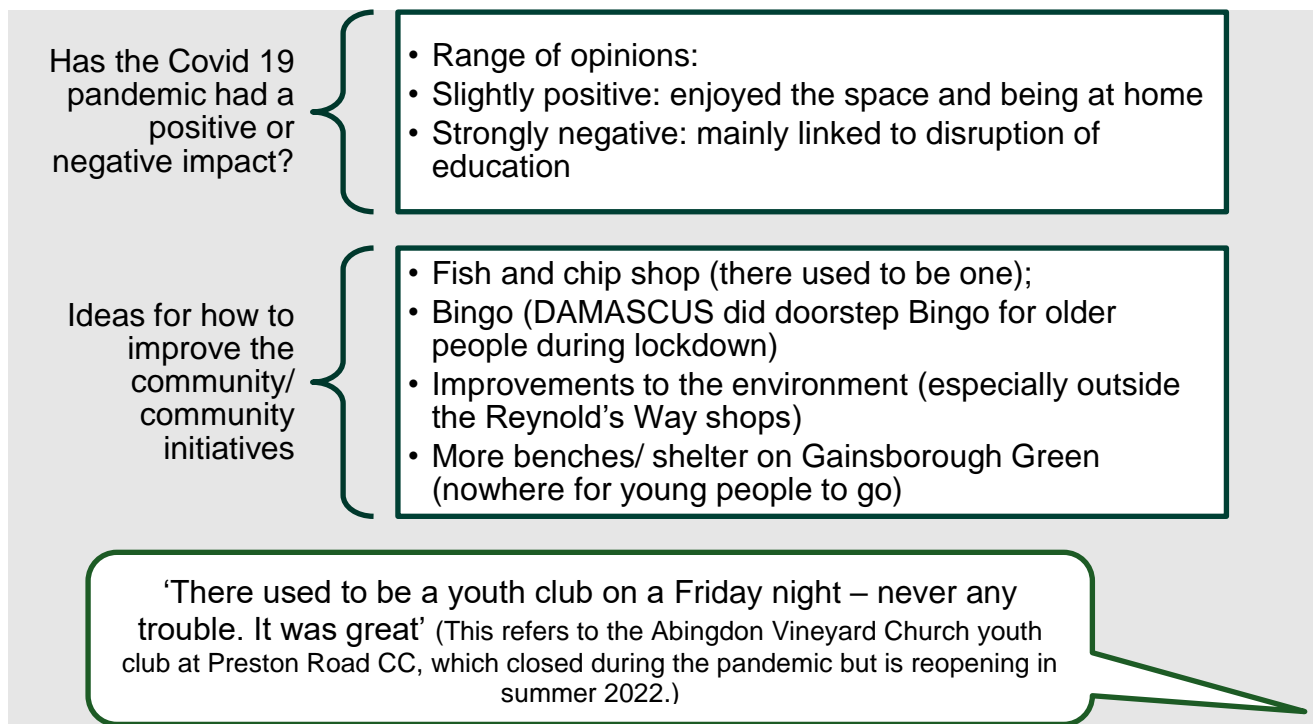 Has the Covid 19
pandemic had a
positive or
negative impact?
• Range of opinions:
• Slightly positive: enjoyed the space and being at home
• Strongly negative: mainly linked to disruption of
education
Ideas for how to
improve the
community/
community
initiatives
• Fish and chip shop (there used to be one);
• Bingo (DAMASCUS did doorstep Bingo for older
people during lockdown)
• Improvements to the environment (especially outside
the Reynold’s Way shops)
• More benches/ shelter on Gainsborough Green
(nowhere for young people to go)
‘There used to be a youth club on a Friday night – never any
trouble. It was great’ (This refers to the Abingdon Vineyard Church youth
club at Preston Road CC, which closed during the pandemic but is reopening in
summer 2022.)